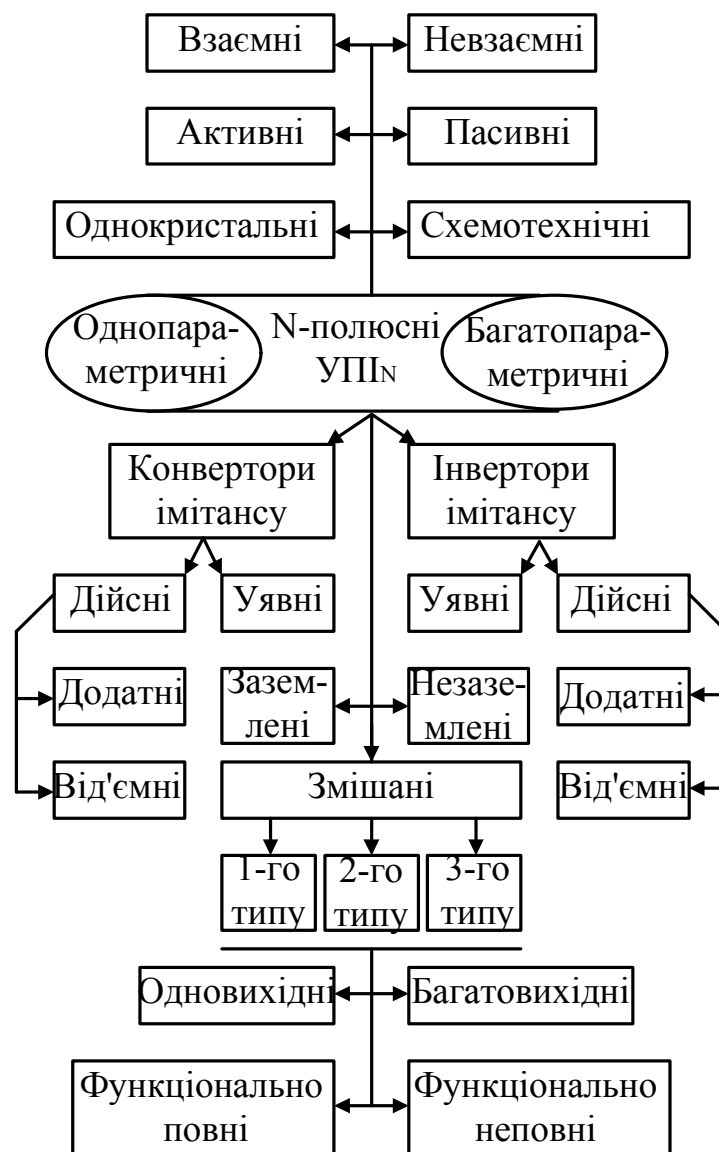 Взаємні
Невзаємні
Активні
Пасивні
Однокристальні
Схемотехнічні
Однопара-
метричні
N-полюсні
УПІN
Багатопара-
метричні
Конвертори
імітансу
Інвертори
імітансу
Дійсні
Уявні
Уявні
Дійсні
Додатні
Зазем-
лені
Незазе-
млені
Додатні
Від'ємні
Змішані
Від'ємні
1-го
типу
2-го
типу
3-го
типу
Одновихідні
Багатовихідні
Функціонально
повні
Функціонально
неповні